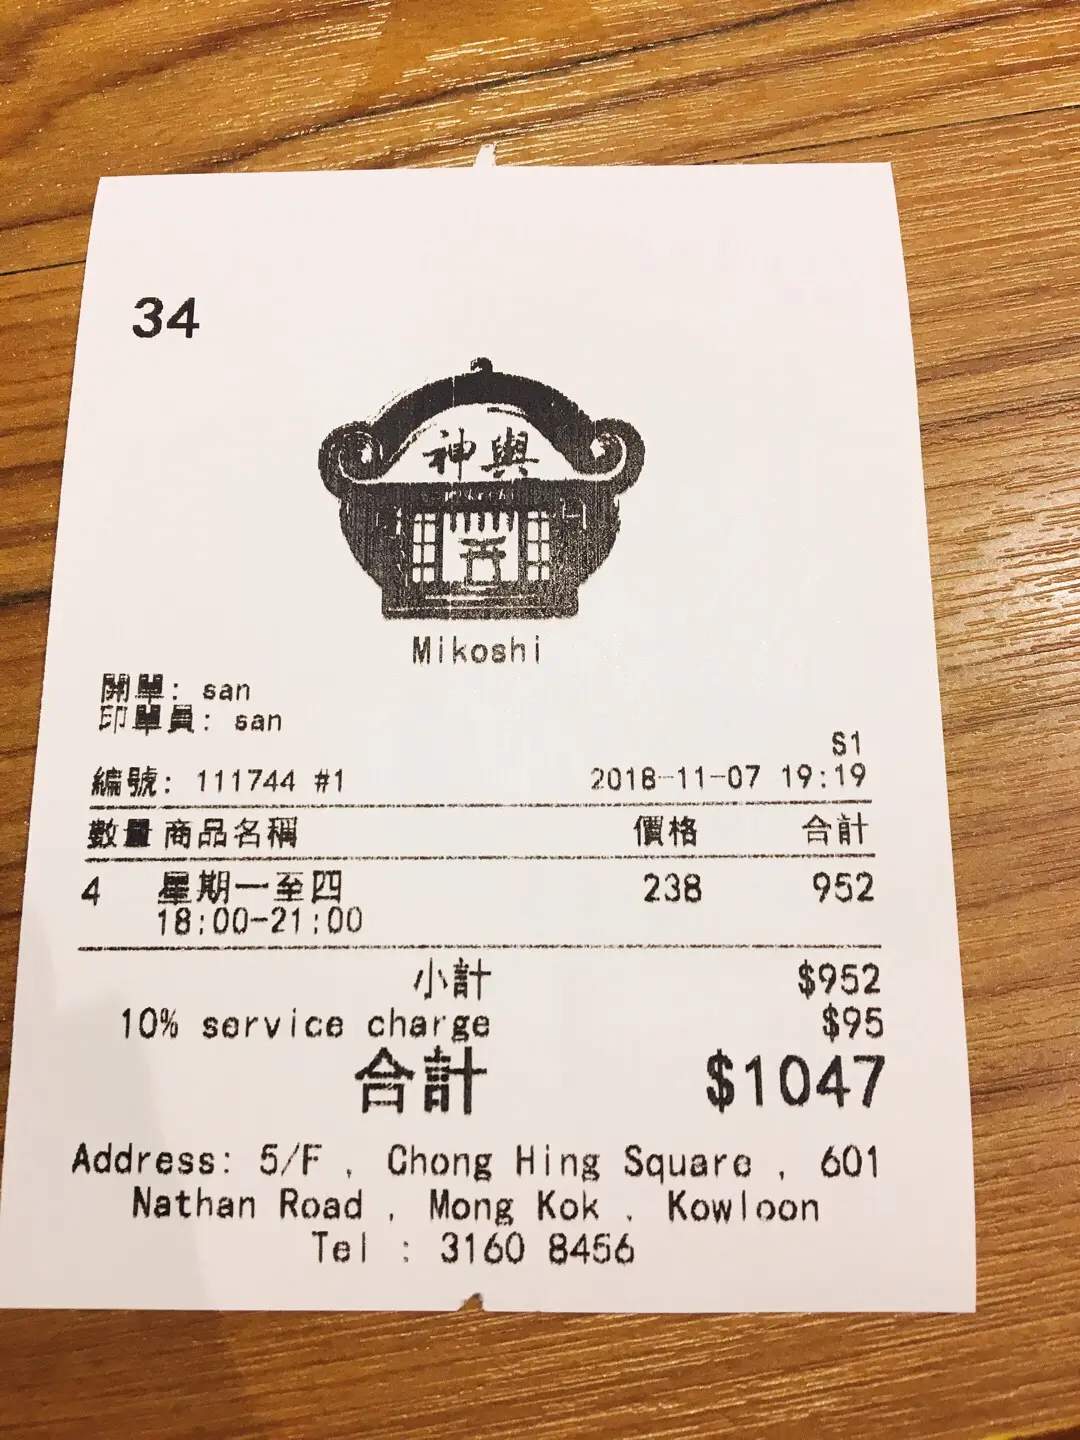 34
神輿
Mikoshi
開單: san
印單員: san
S1
編號: 111744 #1 2018-11-07 19:19
數量 商品名稱 價格 合計
4 星期一至四 238 952
18:00-21:00
小計 $952
10% service charge $95
合計 $1047
Address: 5/F , Chong Hing Square , 601
Nathan Road , Mong Kok , Kowloon
Tel : 3160 8456